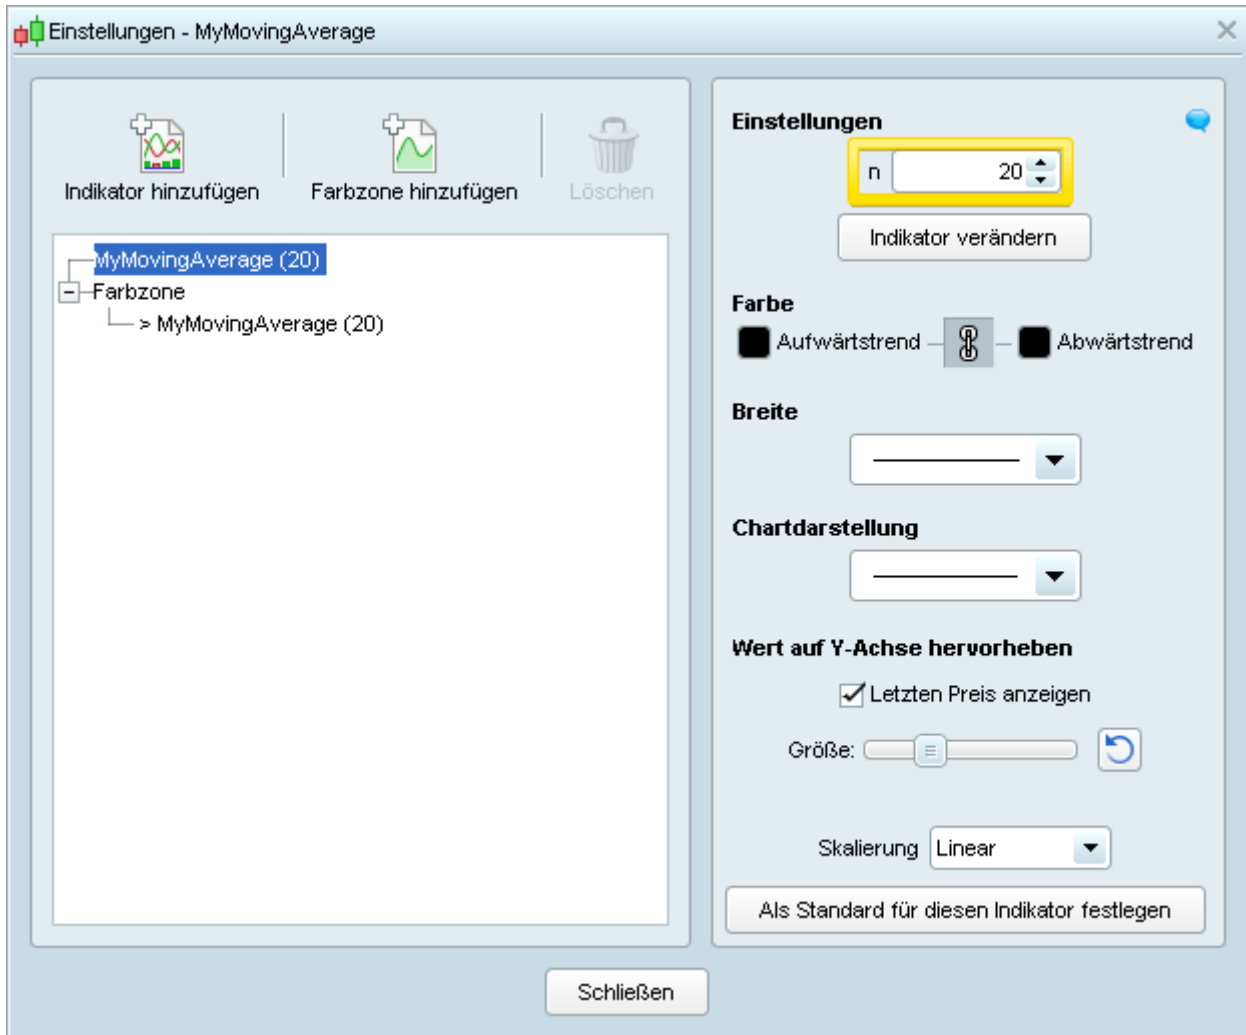 Einstellungen - MyMovingAverage
Indikator hinzufügen
Farbzone hinzufügen
Löschen
MyMovingAverage (20)
Farbzone
> MyMovingAverage (20)
Einstellungen
n 20
Indikator verändern
Farbe
Aufwärtstrend Abwärtstrend
Breite
Chartdarstellung
Wert auf Y-Achse hervorheben
Letzten Preis anzeigen
Größe:
Skalierung Linear
Als Standard für diesen Indikator festlegen
Schließen